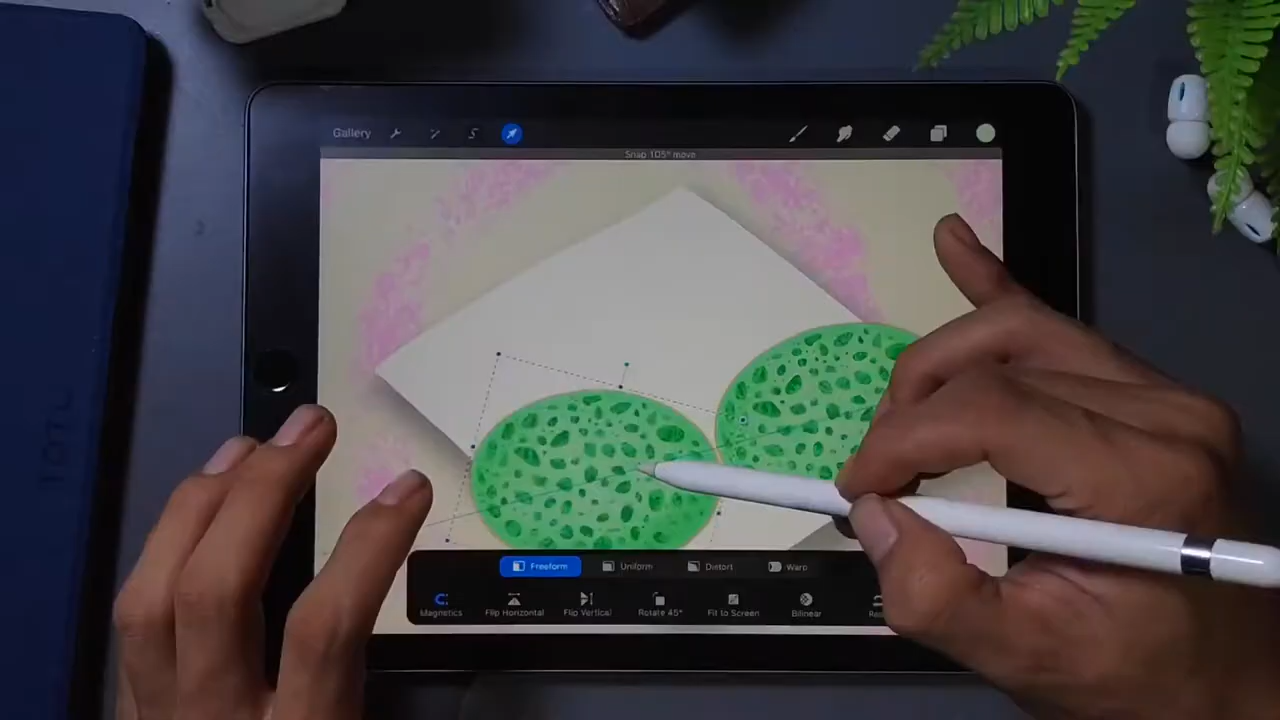 Gallery
Snap 105° move
Freeform
Uniform
Distort
Warp
Magnetics
Flip Horizontal
Flip Vertical
Rotate 45°
Fit to Screen
Bilinear